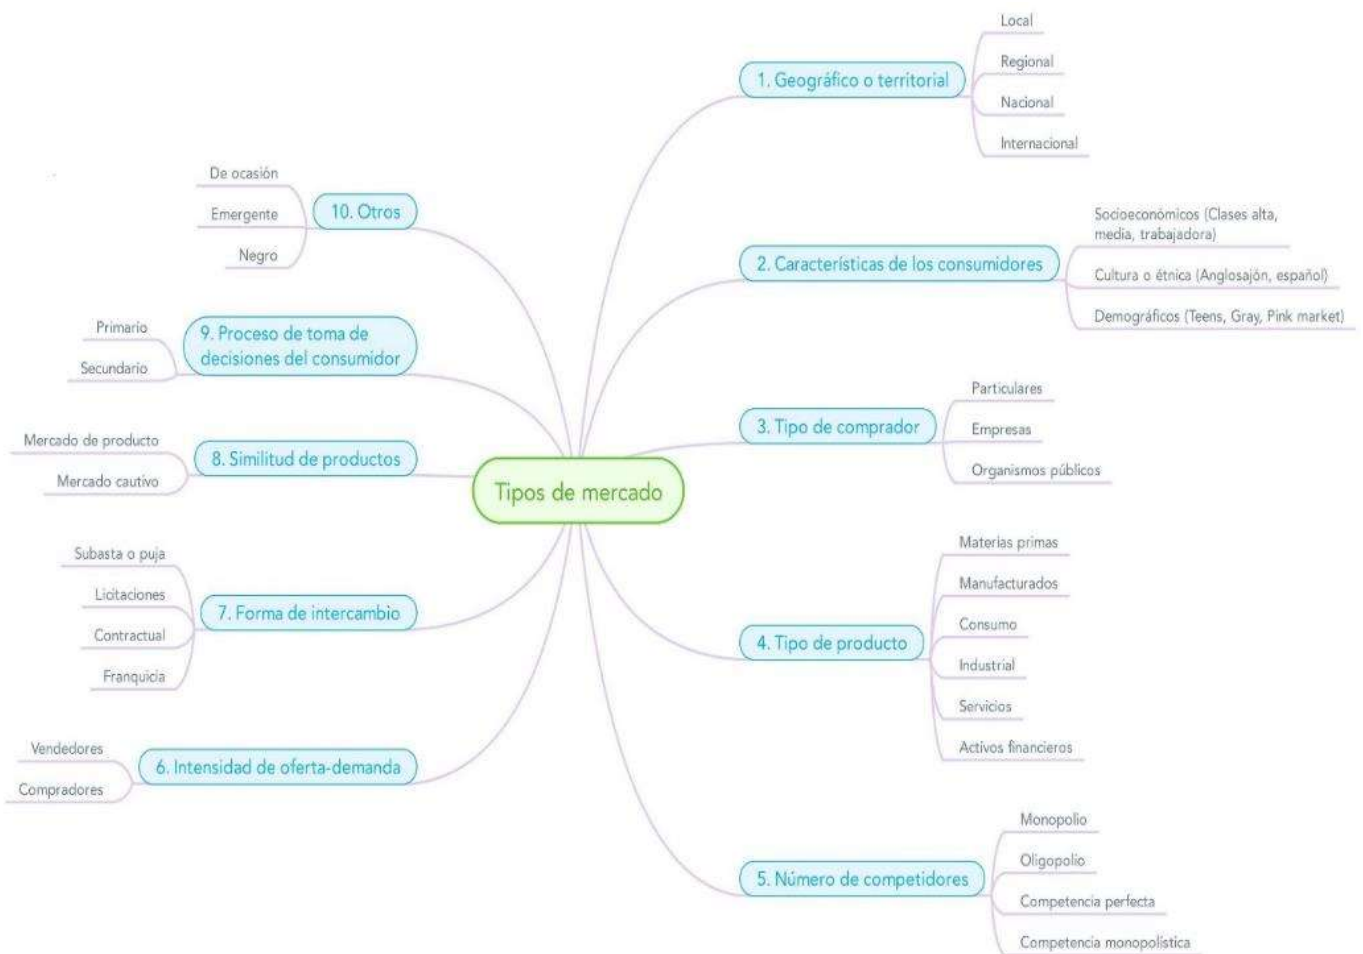 Tipos de mercado
1. Geográfico o territorial
Local
Regional
Nacional
Internacional
2. Características de los consumidores
Socioeconómicos (Clases alta,
media, trabajadora)
Cultura o étnica (Anglosajón, español)
Demográficos (Teens, Gray, Pink market)
3. Tipo de comprador
Particulares
Empresas
Organismos públicos
4. Tipo de producto
Materias primas
Manufacturados
Consumo
Industrial
Servicios
Activos financieros
5. Número de competidores
Monopolio
Oligopolio
Competencia perfecta
Competencia monopolística
6. Intensidad de oferta-demanda
Vendedores
Compradores
7. Forma de intercambio
Subasta o puja
Licitaciones
Contractual
Franquicia
8. Similitud de productos
Mercado de producto
Mercado cautivo
9. Proceso de toma de
decisiones del consumidor
Primario
Secundario
10. Otros
De ocasión
Emergente
Negro